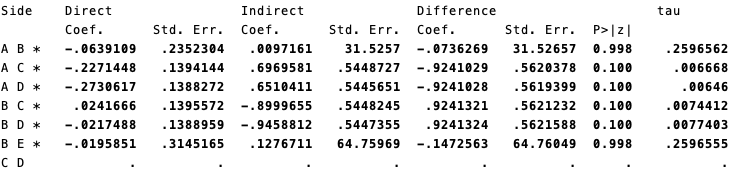 Side Direct Indirect Difference tau
Coef. Std. Err. Coef. Std. Err. Coef. Std. Err. P>|z|
A B * -.0639109 .2352304 .0097161 31.5257 -.0736269 31.52657 0.998 .2596562
A C * -.2271448 .1394144 .6969581 .5448727 -.9241029 .5620378 0.100 .006668
A D * -.2730617 .1388272 .6510411 .5445651 -.9241028 .5619399 0.100 .00646
B C * .0241666 .1395572 -.8999655 .5448245 .9241321 .5621232 0.100 .0074412
B D * -.0217488 .1388959 -.9458812 .5447355 .9241324 .5621588 0.100 .0077403
B E * -.0195851 .3145165 .1276711 64.75969 -.1472563 64.76049 0.998 .2596555
C D . . . . . . . .